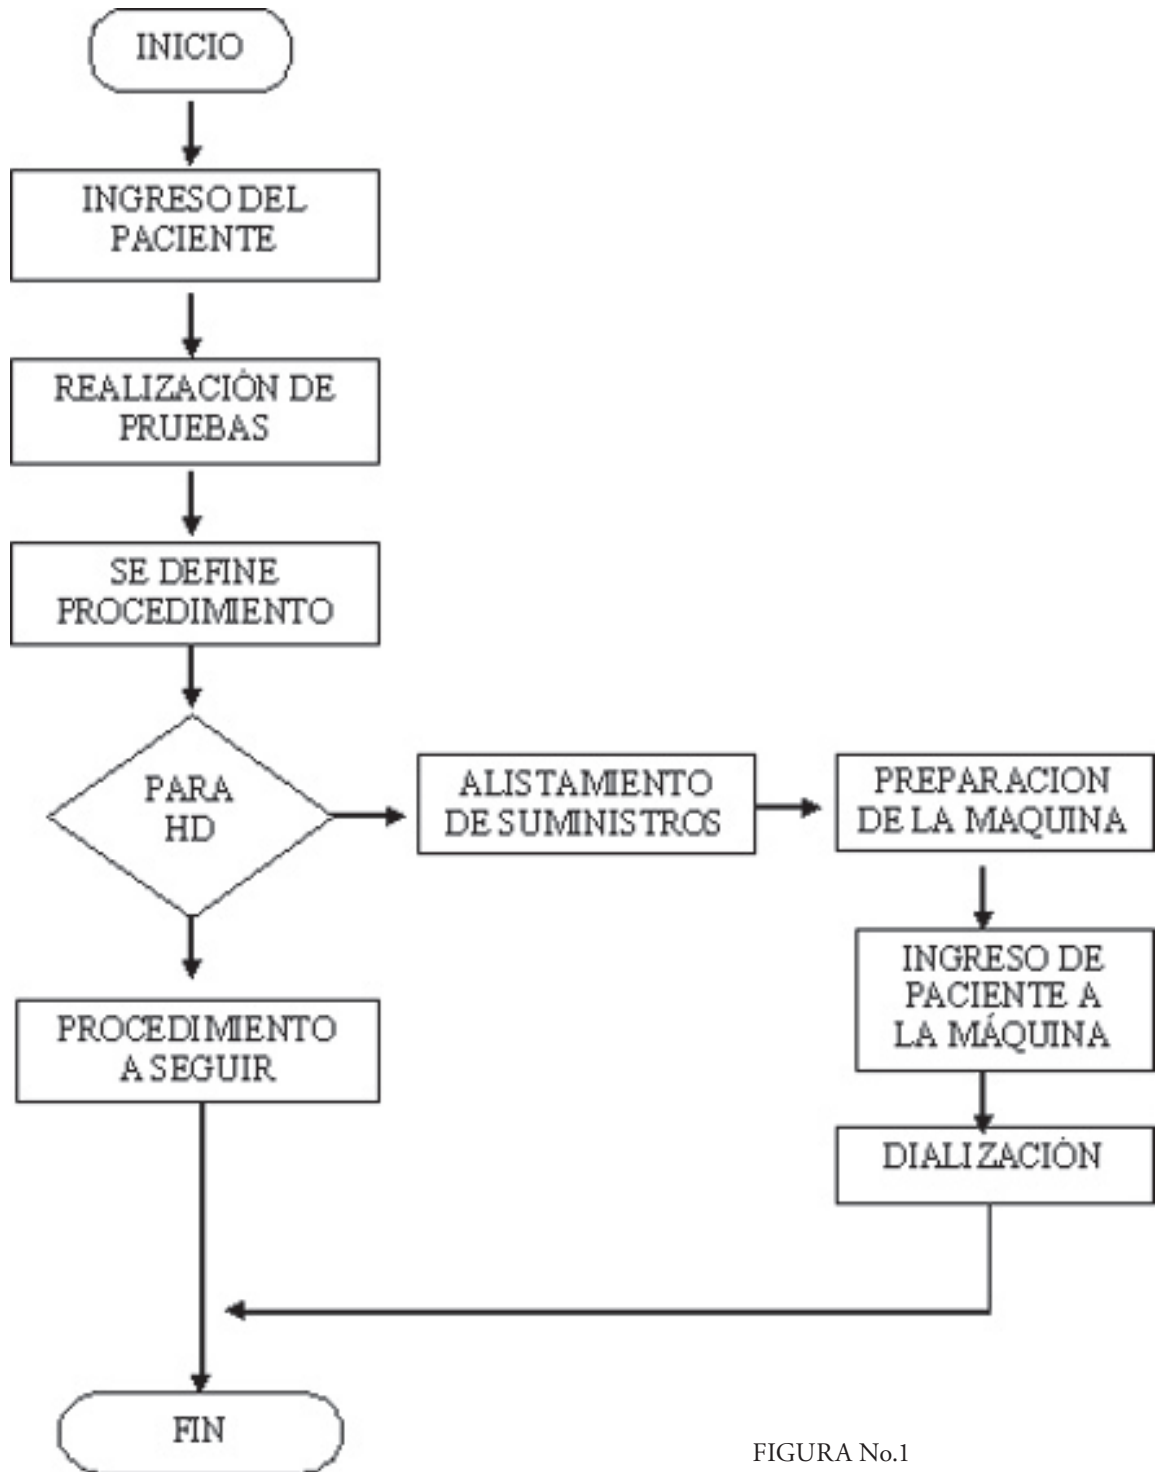 INICIO
INGRESO DEL
PACIENTE
REALIZACIÓN DE
PRUEBAS
SE DEFINE
PROCEDIMIENTO
PARA
HD
ALISTAMIENTO
DE SUMINISTROS
PREPARACION
DE LA MAQUINA
INGRESO DE
PACIENTE A
LA MÁQUINA
PROCEDIMIENTO
A SEGUIR
DIALIZACIÓN
FIN
FIGURA No.1